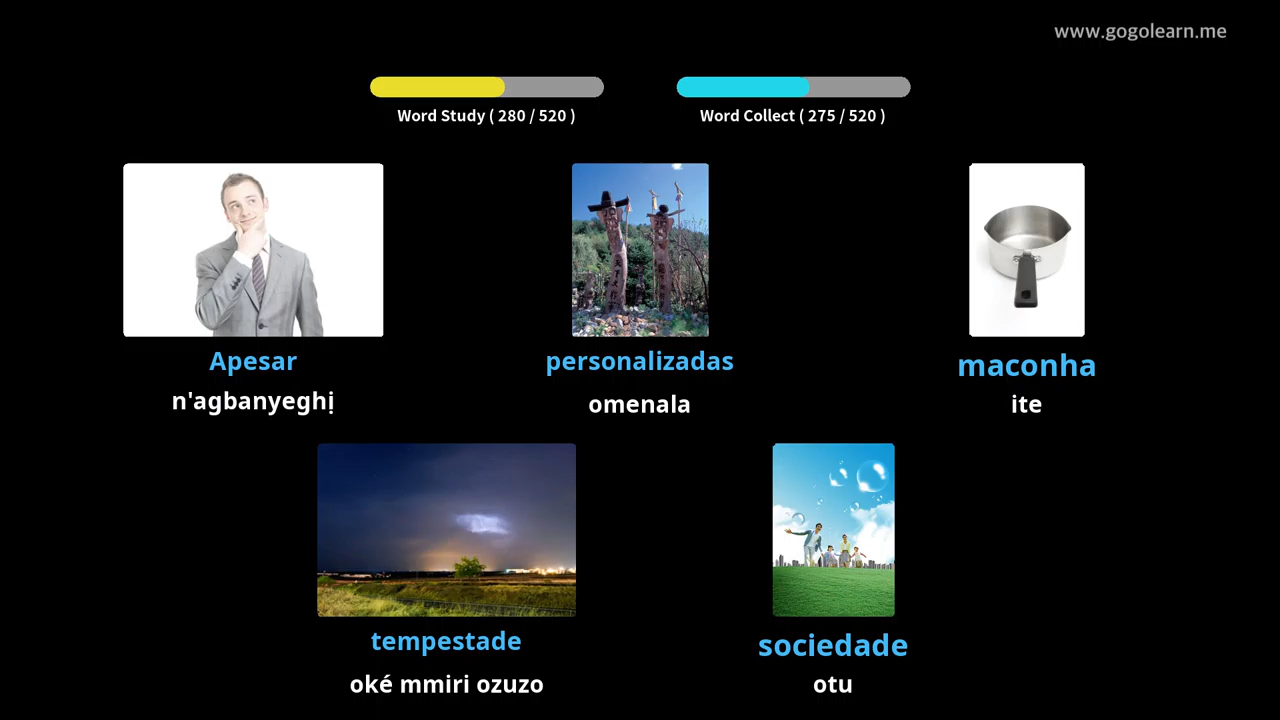 www.gogolearn.me
Word Study ( 280 / 520 )
Word Collect ( 275 / 520 )
Apesar
n'agbanyeghị
personalizadas
omenala
maconha
ite
tempestade
oké mmiri ozuzo
sociedade
otu